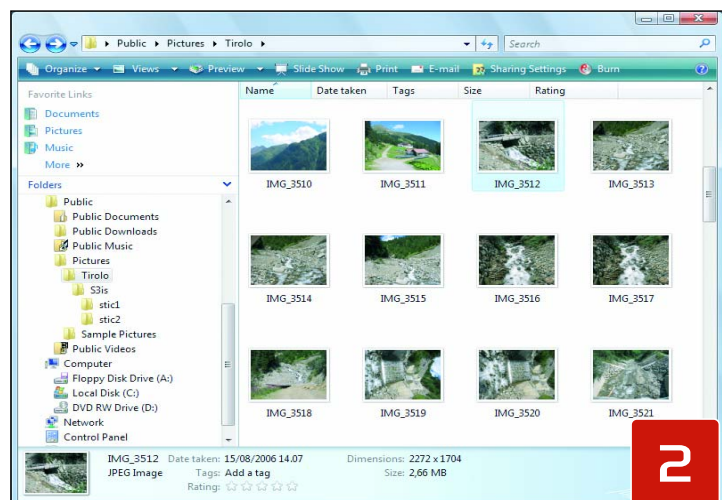 Public ▸ Pictures ▸ Tirolo ▸ Search
Organize Views Preview Slide Show Print E-mail Sharing Settings Burn ?
Favorite Links
Documents
Pictures
Music
More »
Folders
Public
Public Documents
Public Downloads
Public Music
Pictures
Tirolo
S3is
stic1
stic2
Sample Pictures
Public Videos
Computer
Floppy Disk Drive (A:)
Local Disk (C:)
DVD RW Drive (D:)
Network
Control Panel
Name Date taken Tags Size Rating
IMG_3510 IMG_3511 IMG_3512 IMG_3513
IMG_3514 IMG_3515 IMG_3516 IMG_3517
IMG_3518 IMG_3519 IMG_3520 IMG_3521
IMG_3512 Date taken: 15/08/2006 14.07 Dimensions: 2272 x 1704
JPEG Image Tags: Add a tag Size: 2,66 MB
Rating: ☆☆☆☆☆
2